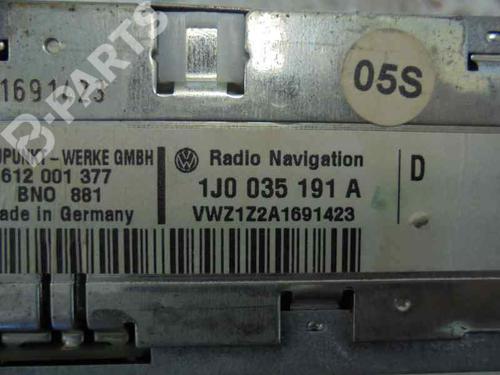 B-PARTS
1691423
05S
UPUNKT - WERKE GMBH
612 001 377
BNO 881
ade in Germany
Radio Navigation
1J0 035 191 A
VWZ1Z2A1691423
D